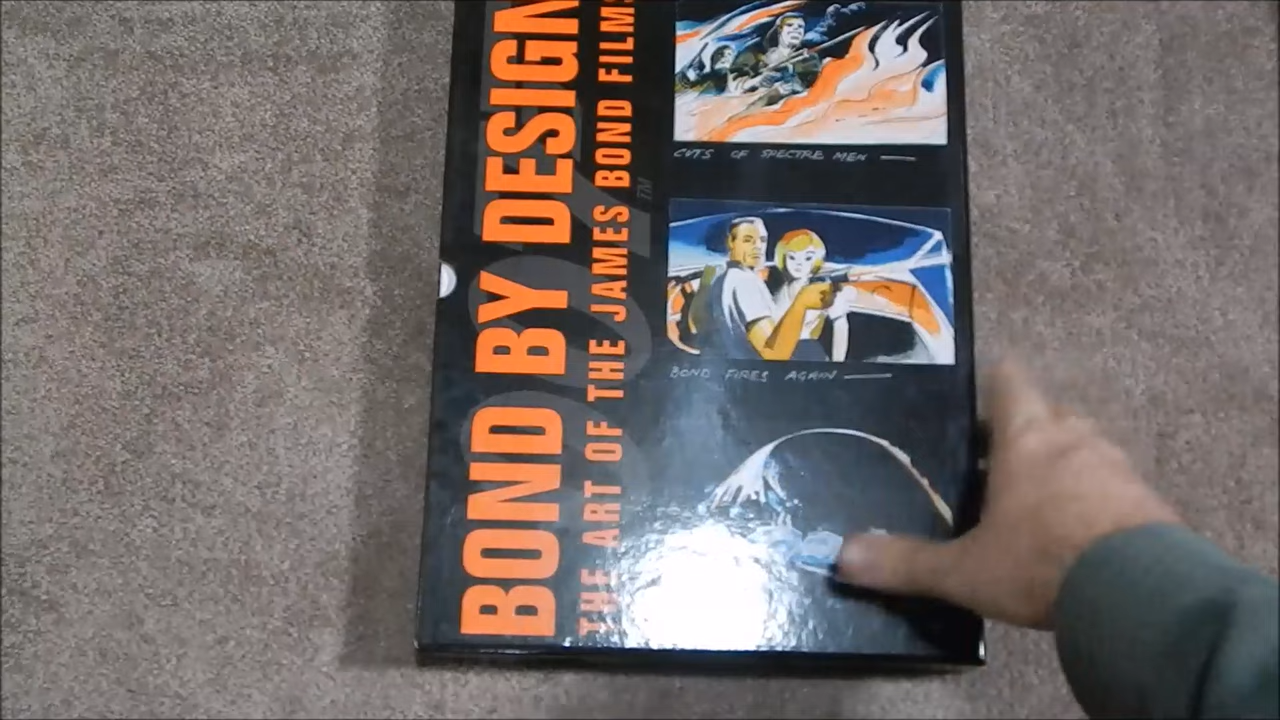 BOND BY DESIGN
THE ART OF THE JAMES BOND FILMS
TM
CUTS OF SPECTRE MEN —
BOND FIRES AGAIN —